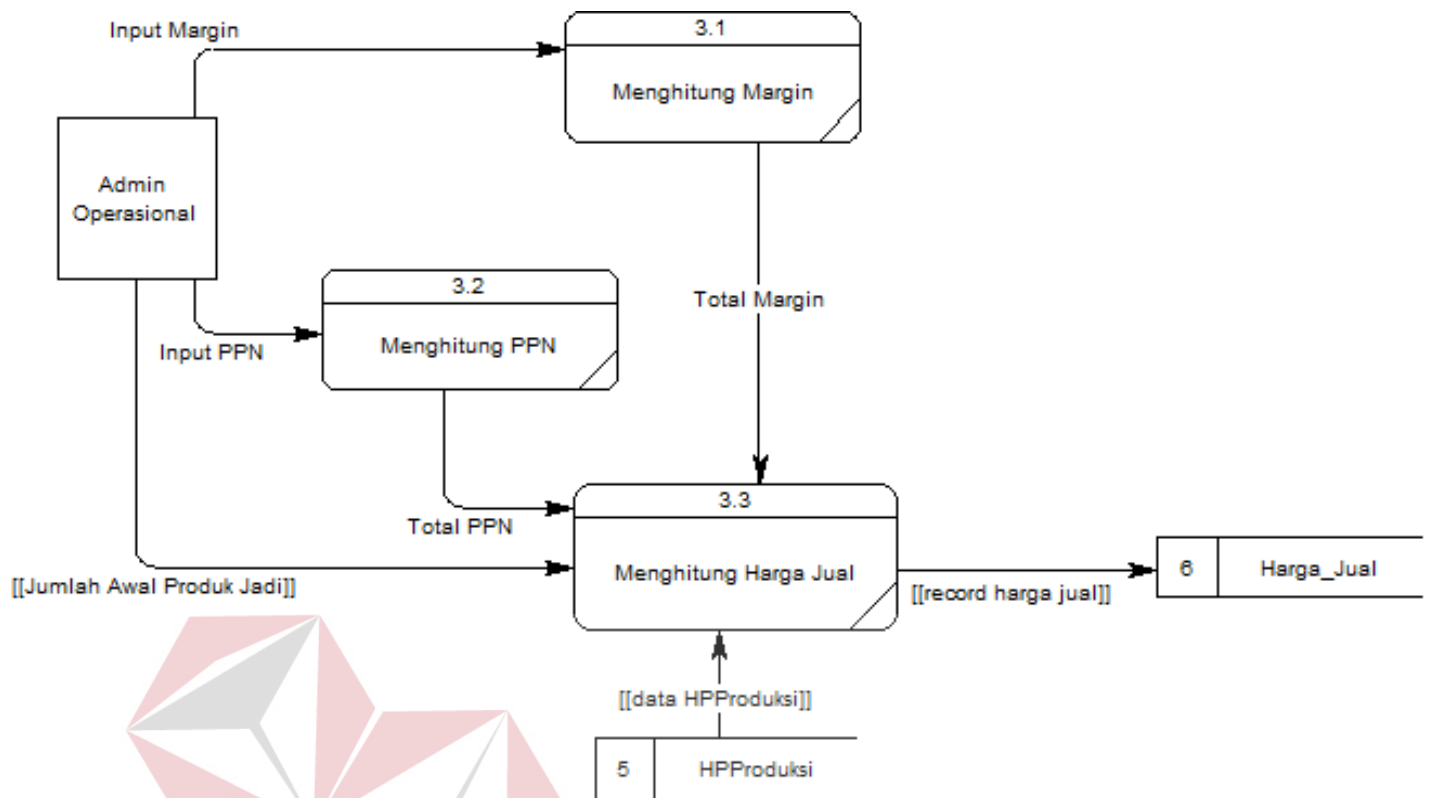 Input Margin
3.1
Menghitung Margin
Admin
Operasional
3.2
Menghitung PPN
Input PPN
Total Margin
3.3
Menghitung Harga Jual
Total PPN
[[Jumlah Awal Produk Jadi]]
[[record harga jual]]
6
Harga_Jual
[[data HPProduksi]]
5
HPProduksi